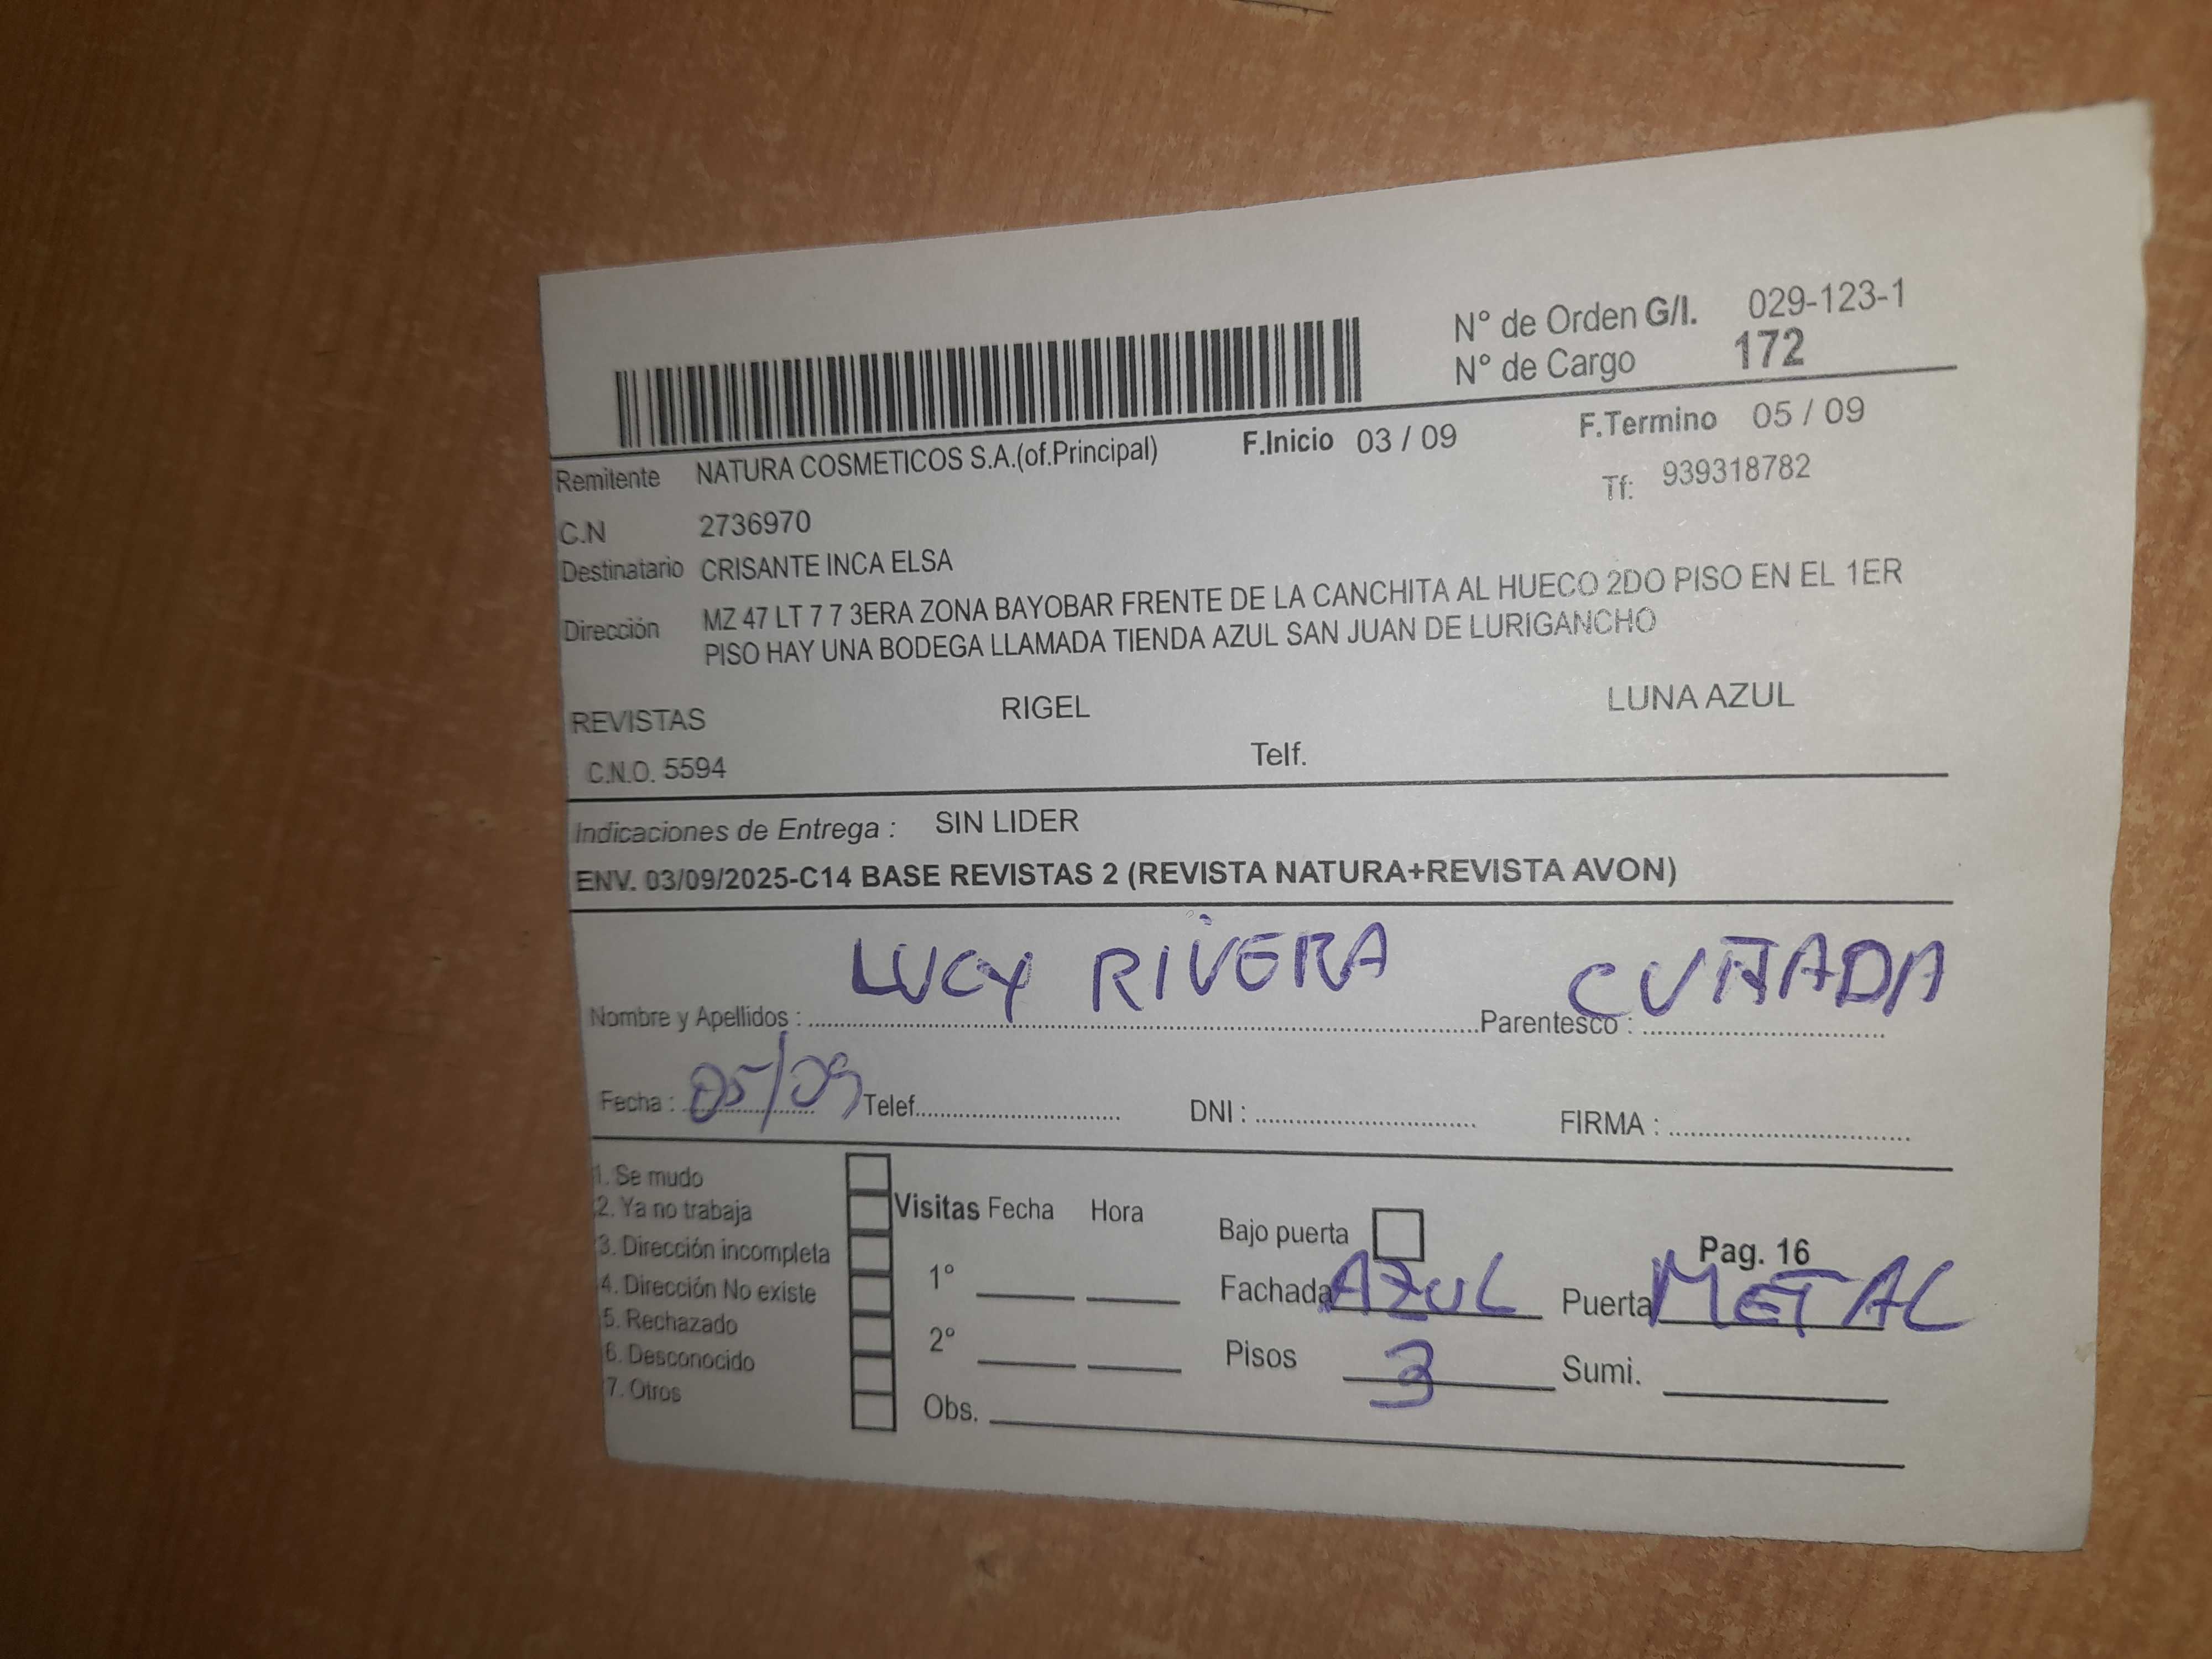 N° de Orden G/I. 029-123-1
N° de Cargo 172
Remitente NATURA COSMETICOS S.A.(of.Principal) F.Inicio 03 / 09 F.Termino 05 / 09
C.N 2736970 Tf: 939318782
Destinatario CRISANTE INCA ELSA
Dirección MZ 47 LT 7 7 3ERA ZONA BAYOBAR FRENTE DE LA CANCHITA AL HUECO 2DO PISO EN EL 1ER
PISO HAY UNA BODEGA LLAMADA TIENDA AZUL SAN JUAN DE LURIGANCHO
REVISTAS RIGEL LUNA AZUL
C.N.O. 5594 Telf.
Indicaciones de Entrega : SIN LIDER
ENV. 03/09/2025-C14 BASE REVISTAS 2 (REVISTA NATURA+REVISTA AVON)
Nombre y Apellidos : LUCY RIVERA Parentesco : CUÑADA
Fecha : 05/09 Telef. DNI : FIRMA :
1. Se mudo
2. Ya no trabaja
3. Dirección incompleta
4. Dirección No existe
5. Rechazado
6. Desconocido
7. Otros
Visitas Fecha Hora
1°
2°
Obs.
Bajo puerta Pag. 16
Fachada AZUL Puerta METAL
Pisos 3 Sumi.